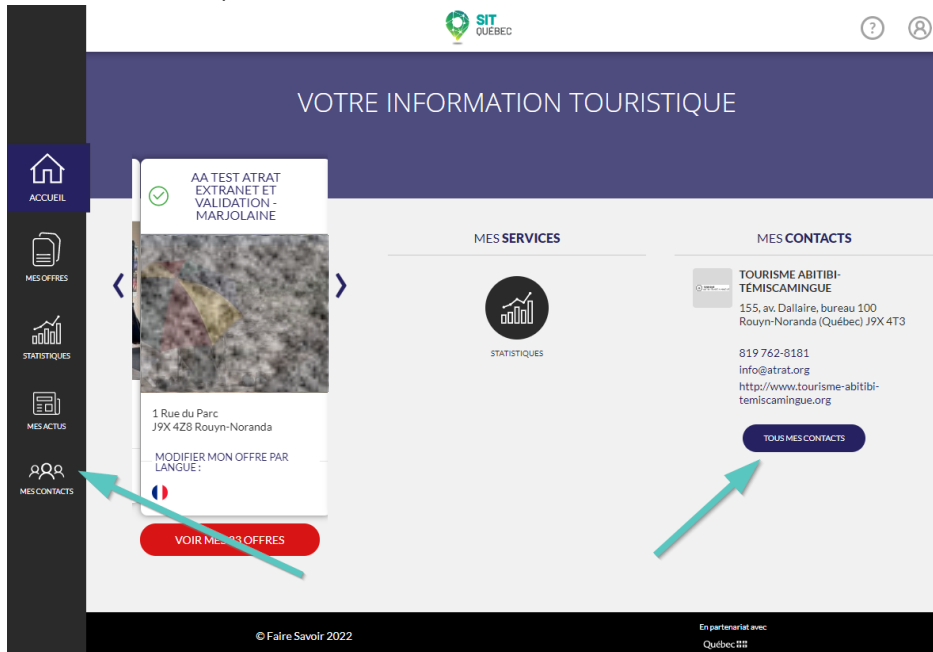 SIT
QUÉBEC
?
VOTRE INFORMATION TOURISTIQUE
ACCUEIL
MES OFFRES
STATISTIQUES
MES ACTUS
MES CONTACTS
AA TEST ATRAT
EXTRANET ET
VALIDATION -
MARJOLAINE
1 Rue du Parc
J9X 4Z8 Rouyn-Noranda
MODIFIER MON OFFRE PAR
LANGUE :
VOIR MES 23 OFFRES
MES SERVICES
STATISTIQUES
MES CONTACTS
TOURISME ABITIBI-
TÉMISCAMINGUE
155, av. Dallaire, bureau 100
Rouyn-Noranda (Québec) J9X 4T3
819 762-8181
info@atrat.org
http://www.tourisme-abitibi-
temiscamingue.org
TOUS MES CONTACTS
© Faire Savoir 2022
En partenariat avec
Québec